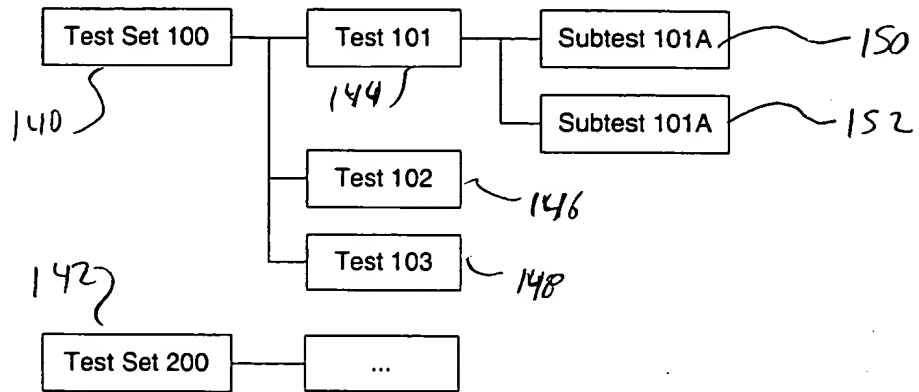 Test Set 100
Test 101
Subtest 101A
150
140
144
Subtest 101A
152
Test 102
146
Test 103
148
142
Test Set 200
...